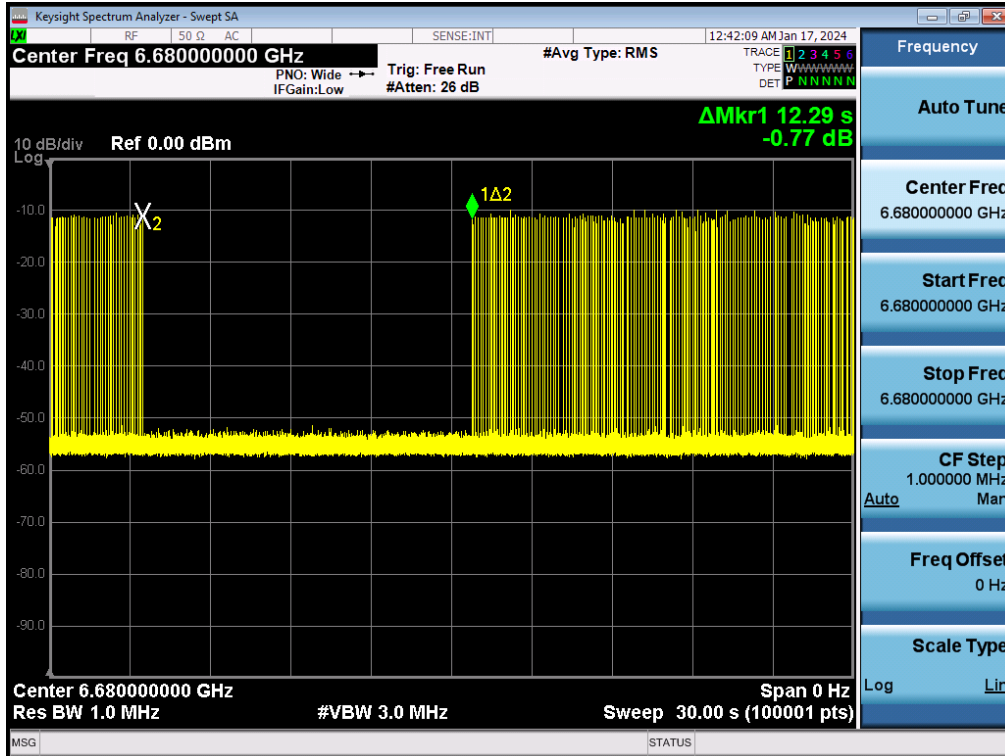 Keysight Spectrum Analyzer - Swept SA
LXI RF 50 Ω AC SENSE:INT 12:42:09 AM Jan 17, 2024
Center Freq 6.680000000 GHz
PNO: Wide
IFGain:Low
Trig: Free Run
#Atten: 26 dB
#Avg Type: RMS
TRACE 1 2 3 4 5 6
TYPE WWWWWW
DET P N N N N N
ΔMkr1 12.29 s
-0.77 dB
10 dB/div Ref 0.00 dBm
Log
1Δ2
X2
-10.0
-20.0
-30.0
-40.0
-50.0
-60.0
-70.0
-80.0
-90.0
Center 6.680000000 GHz Span 0 Hz
Res BW 1.0 MHz #VBW 3.0 MHz Sweep 30.00 s (100001 pts)
MSG STATUS
Frequency
Auto Tune
Center Freq
6.680000000 GHz
Start Freq
6.680000000 GHz
Stop Freq
6.680000000 GHz
CF Step
1.000000 MHz
Auto Man
Freq Offset
0 Hz
Scale Type
Log Lin